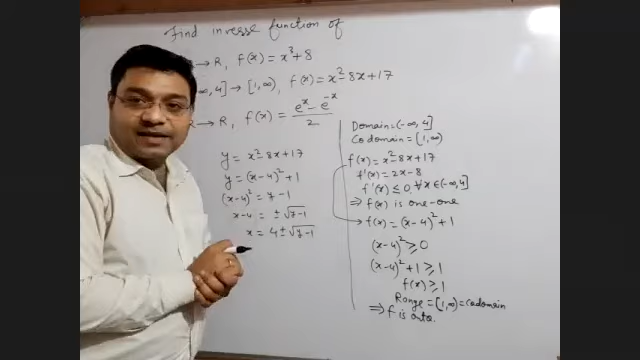 Find inverse function of
→ R, f(x) = x³+8
∞, 4] → [1, ∞), f(x) = x²-8x+17
→ R, f(x) = (eˣ - e⁻ˣ)/2
y = x²-8x+17
y = (x-4)²+1
(x-4)² = y-1
x-4 = ±√(y-1)
x = 4±√(y-1)
Domain = (-∞, 4]
Codomain = [1, ∞)
f(x) = x²-8x+17
f'(x) = 2x-8
f'(x) ≤ 0, ∀ x ∈ (-∞, 4]
⇒ f(x) is one-one
f(x) = (x-4)²+1
(x-4)² ≥ 0
(x-4)²+1 ≥ 1
f(x) ≥ 1
Range = [1, ∞) = codomain
⇒ f is onto.